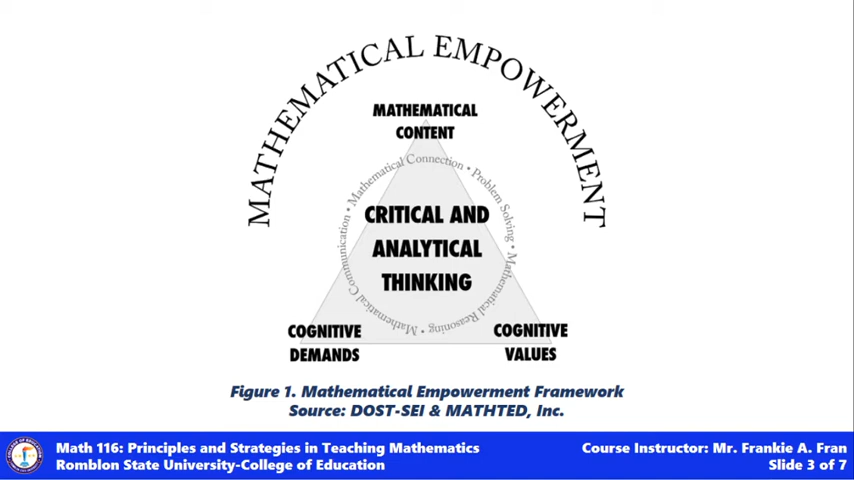 MATHEMATICAL EMPOWERMENT
MATHEMATICAL
CONTENT
Mathematical Connection • Problem Solving • Mathematical Reasoning • Mathematical Communication •
CRITICAL AND
ANALYTICAL
THINKING
COGNITIVE
DEMANDS
COGNITIVE
VALUES
Figure 1. Mathematical Empowerment Framework
Source: DOST-SEI & MATHTED, Inc.
Math 116: Principles and Strategies in Teaching Mathematics
Romblon State University-College of Education
Course Instructor: Mr. Frankie A. Fran
Slide 3 of 7